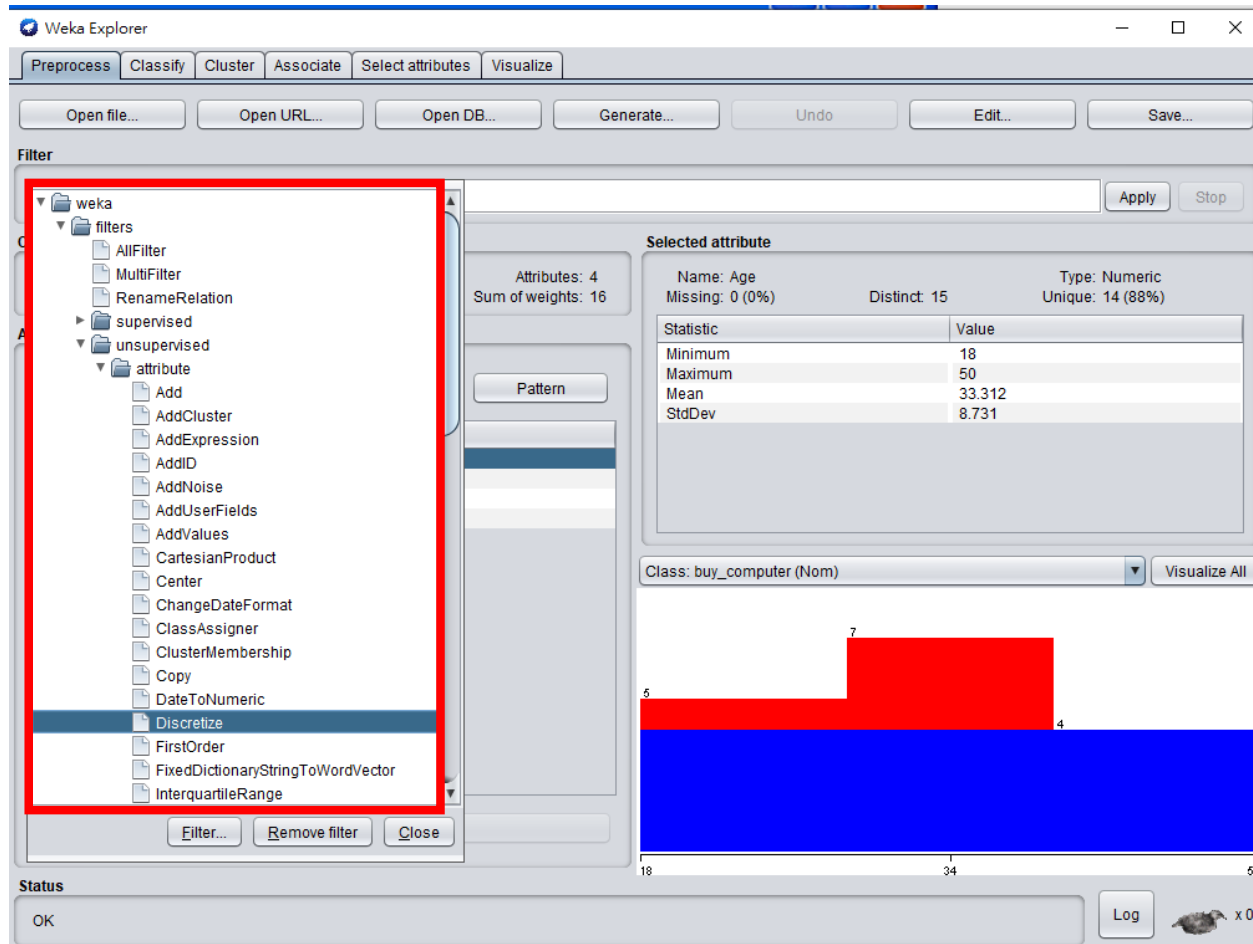 Weka Explorer
Preprocess Classify Cluster Associate Select attributes Visualize
Open file... Open URL... Open DB... Generate... Undo Edit... Save...
Filter
Apply Stop
weka
filters
AllFilter
MultiFilter
RenameRelation
supervised
unsupervised
attribute
Add
AddCluster
AddExpression
AddID
AddNoise
AddUserFields
AddValues
CartesianProduct
Center
ChangeDateFormat
ClassAssigner
ClusterMembership
Copy
DateToNumeric
Discretize
FirstOrder
FixedDictionaryStringToWordVector
InterquartileRange
Filter... Remove filter Close
Attributes: 4
Sum of weights: 16
Pattern
Selected attribute
Name: Age Type: Numeric
Missing: 0 (0%) Distinct: 15 Unique: 14 (88%)
Statistic Value
Minimum 18
Maximum 50
Mean 33.312
StdDev 8.731
Class: buy_computer (Nom) Visualize All
7
5
4
18 34
Status
OK
Log x 0